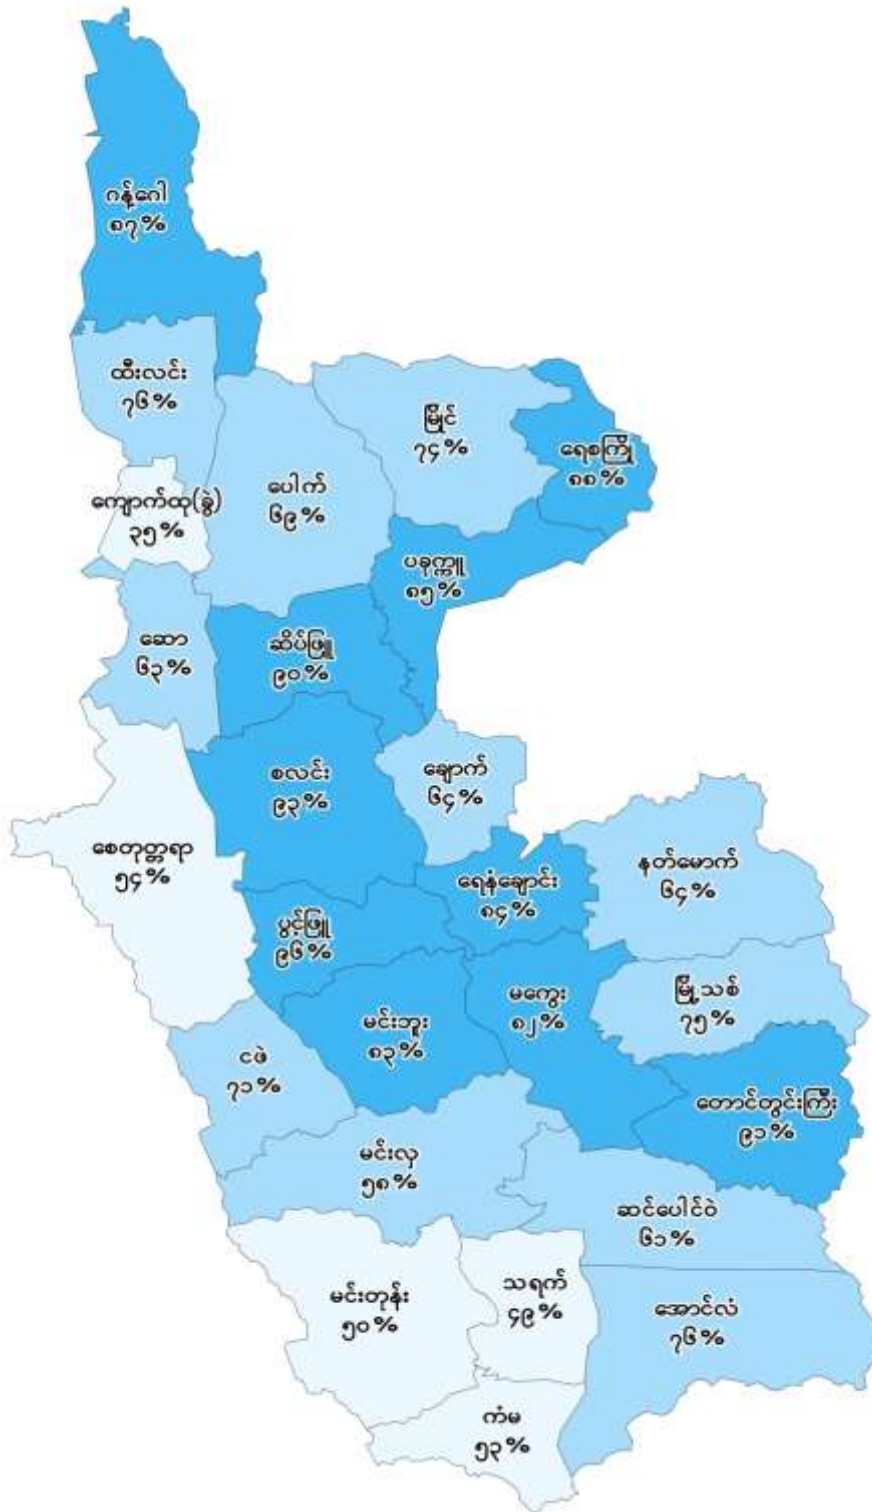 ဂန့်ဂေါ
၈၇%
ထီးလင်း
၇၆%
မြိုင်
၇၄%
ရေစကြို
၈၈%
ကျောက်ထု(ခွဲ)
၃၅%
ပေါက်
၆၉%
ပခုက္ကူ
၈၅%
ဆော
၆၃%
ဆိပ်ဖြူ
၉၀%
စလင်း
၉၃%
ချောက်
၆၄%
စေတုတ္တရာ
၅၄%
ရေနံချောင်း
၈၄%
နတ်မောက်
၆၄%
ပွင့်ဖြူ
၉၆%
မကွေး
၈၂%
မြို့သစ်
၇၅%
မင်းဘူး
၈၃%
ငဖဲ
၇၁%
တောင်တွင်းကြီး
၉၁%
မင်းလှ
၅၈%
ဆင်ပေါင်ဝဲ
၆၁%
မင်းတုန်း
၅၀%
သရက်
၄၉%
အောင်လံ
၇၆%
ကံမ
၅၃%